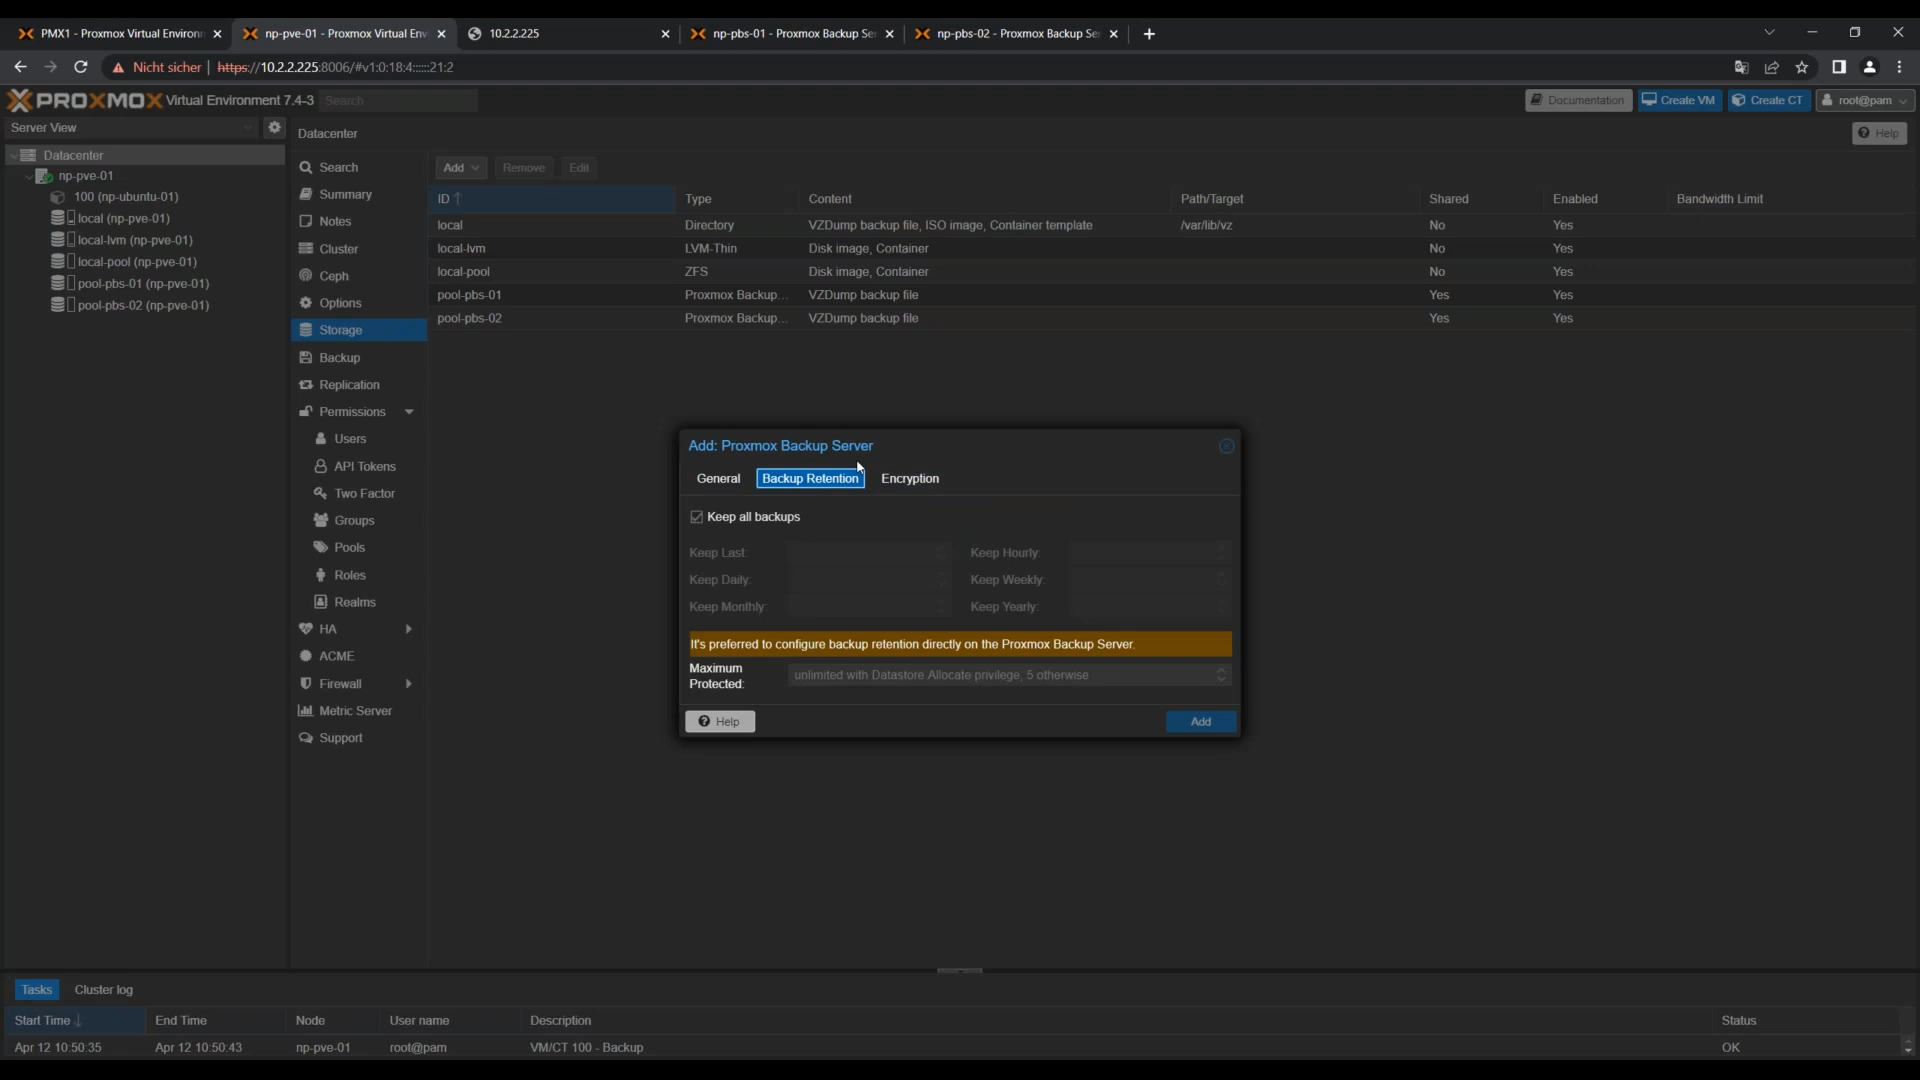 PMX1 - Proxmox Virtual Environ
np-pve-01 - Proxmox Virtual Env
10.2.2.225
np-pbs-01 - Proxmox Backup Se
np-pbs-02 - Proxmox Backup Se
Nicht sicher
https://10.2.2.225:8006/#v1:0:18:4::::::21:2
PROXMOX Virtual Environment 7.4-3
Search
Documentation
Create VM
Create CT
root@pam
Server View
Datacenter
Help
Datacenter
np-pve-01
100 (np-ubuntu-01)
local (np-pve-01)
local-lvm (np-pve-01)
local-pool (np-pve-01)
pool-pbs-01 (np-pve-01)
pool-pbs-02 (np-pve-01)
Search
Summary
Notes
Cluster
Ceph
Options
Storage
Backup
Replication
Permissions
Users
API Tokens
Two Factor
Groups
Pools
Roles
Realms
HA
ACME
Firewall
Metric Server
Support
Add
Remove
Edit
ID Type Content Path/Target Shared Enabled Bandwidth Limit
local Directory VZDump backup file, ISO image, Container template /var/lib/vz No Yes
local-lvm LVM-Thin Disk image, Container No Yes
local-pool ZFS Disk image, Container No Yes
pool-pbs-01 Proxmox Backup... VZDump backup file Yes Yes
pool-pbs-02 Proxmox Backup... VZDump backup file Yes Yes
Add: Proxmox Backup Server
General Backup Retention Encryption
Keep all backups
Keep Last: Keep Hourly:
Keep Daily: Keep Weekly:
Keep Monthly: Keep Yearly:
It's preferred to configure backup retention directly on the Proxmox Backup Server.
Maximum
Protected:
unlimited with Datastore.Allocate privilege, 5 otherwise
Help
Add
Tasks Cluster log
Start Time End Time Node User name Description Status
Apr 12 10:50:35 Apr 12 10:50:43 np-pve-01 root@pam VM/CT 100 - Backup OK